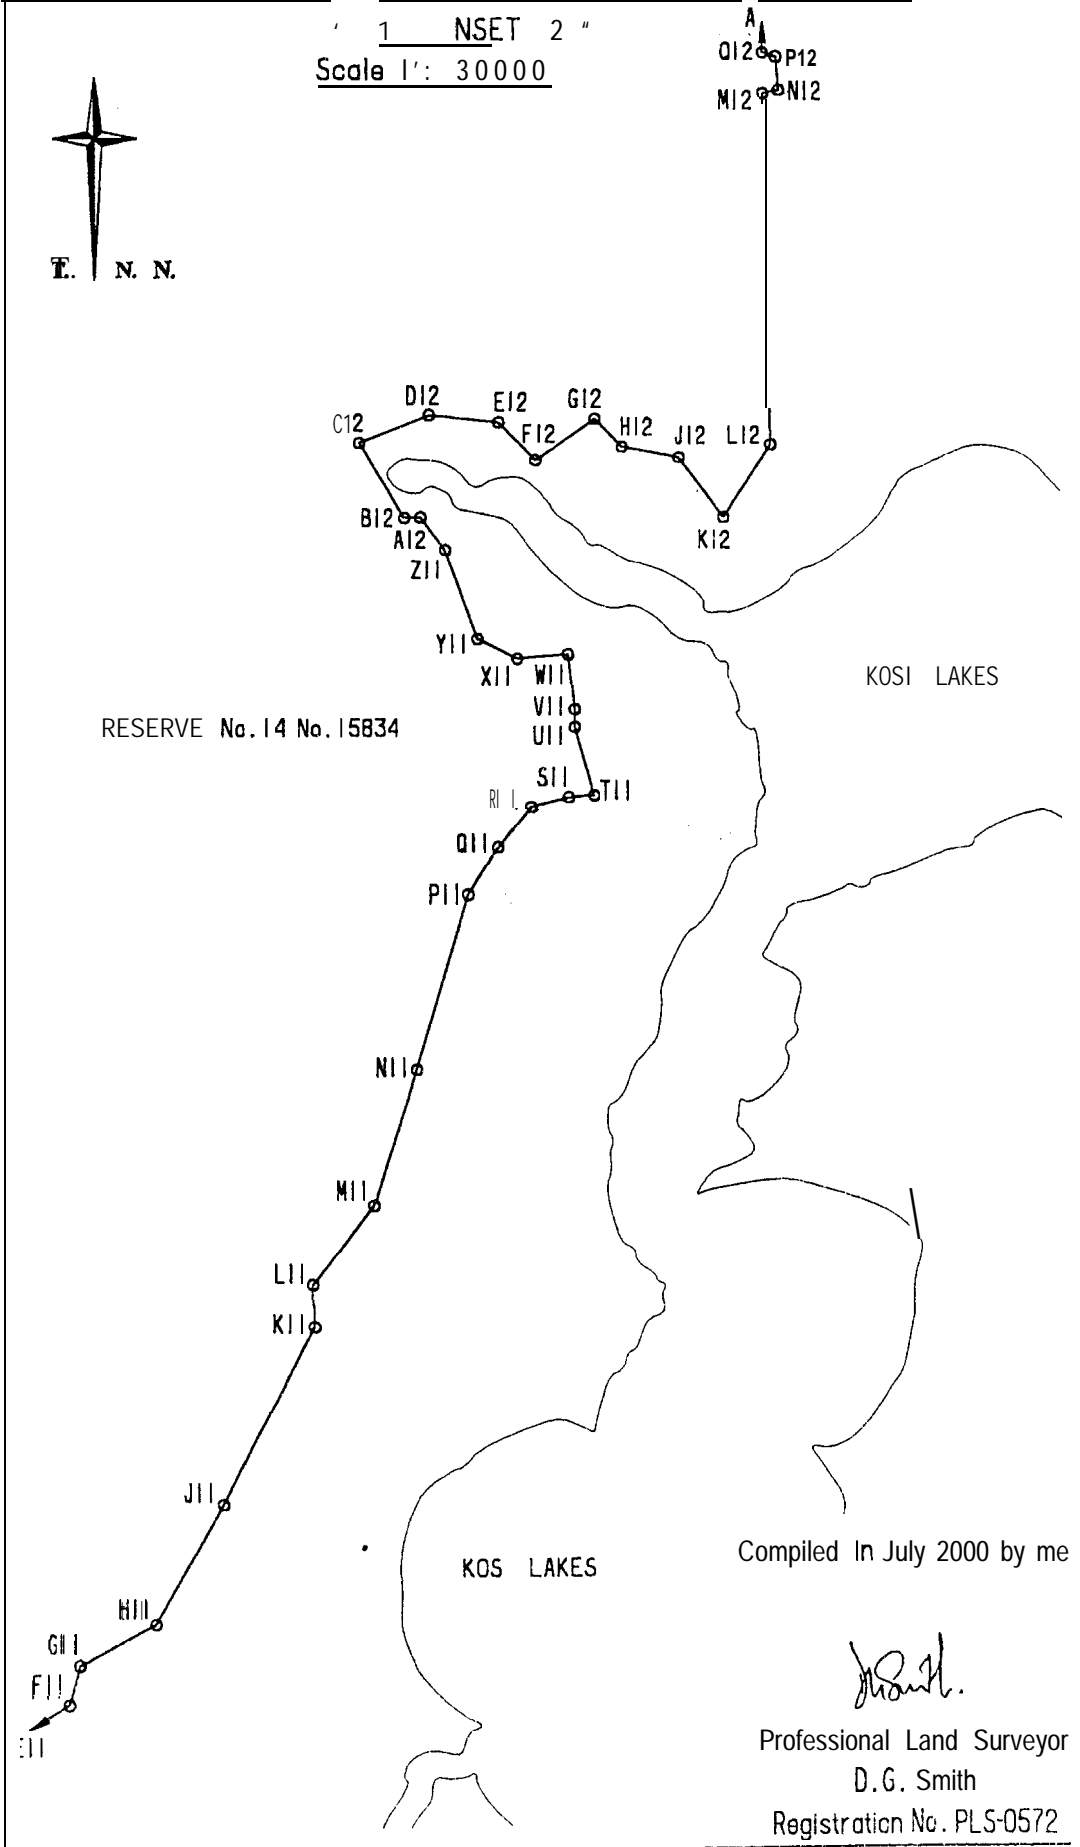 ' 1 NSET 2 "
Scale 1': 30000
A
Q12
P12
N12
M12
T. N. N.
D12
E12
G12
C12
F12
H12
J12
L12
B12
A12
K12
Z11
Y11
X11
W11
KOSI LAKES
V11
RESERVE No. 14 No. 15834
U11
S11
T11
R11
Q11
P11
N11
M11
L11
K11
J11
Compiled In July 2000 by me
KOS LAKES
H11
G11
F11
E11
Professional Land Surveyor
D.G. Smith
Registration No. PLS-0572